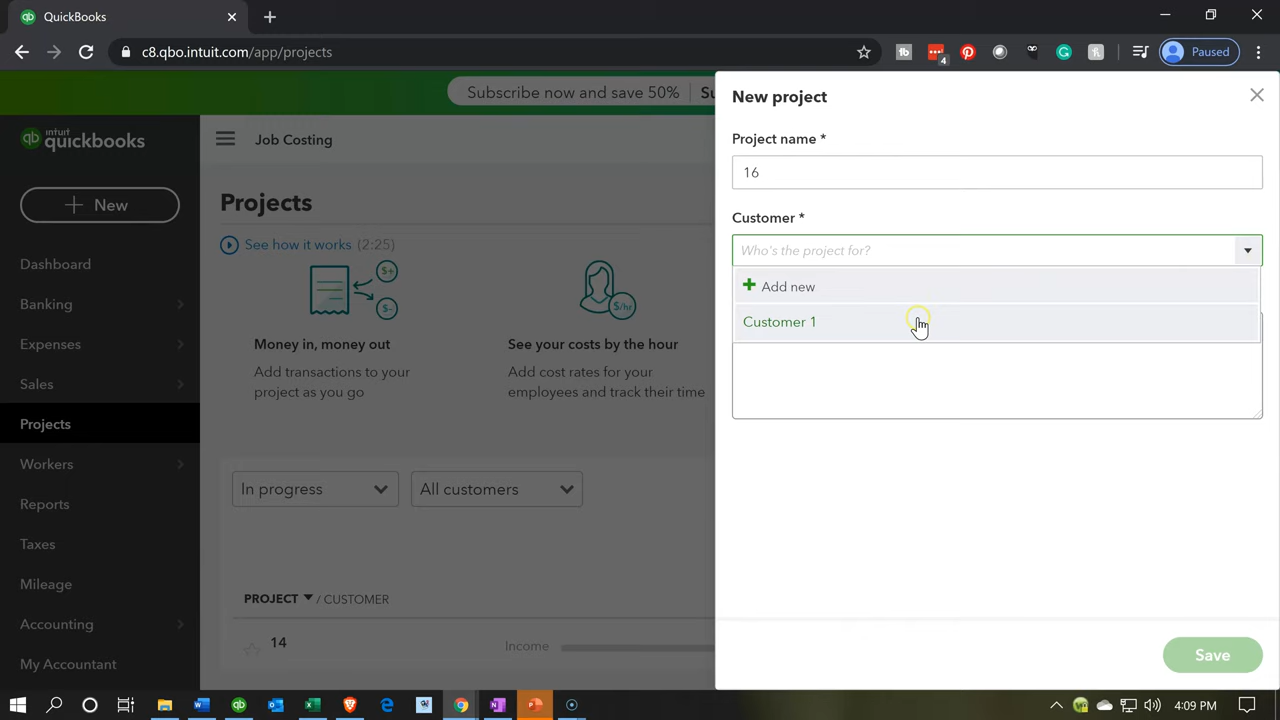 QuickBooks
c8.qbo.intuit.com/app/projects
4
Paused
Subscribe now and save 50%
Su
New project
intuit
quickbooks
Job Costing
Project name *
16
New
Projects
Customer *
See how it works (2:25)
Who's the project for?
Add new
Customer 1
Dashboard
Banking
Expenses
Sales
Projects
Workers
Reports
Taxes
Mileage
Accounting
My Accountant
Money in, money out
Add transactions to your
project as you go
See your costs by the hour
Add cost rates for your
employees and track their time
In progress
All customers
PROJECT / CUSTOMER
14
Income
Save
4:09 PM